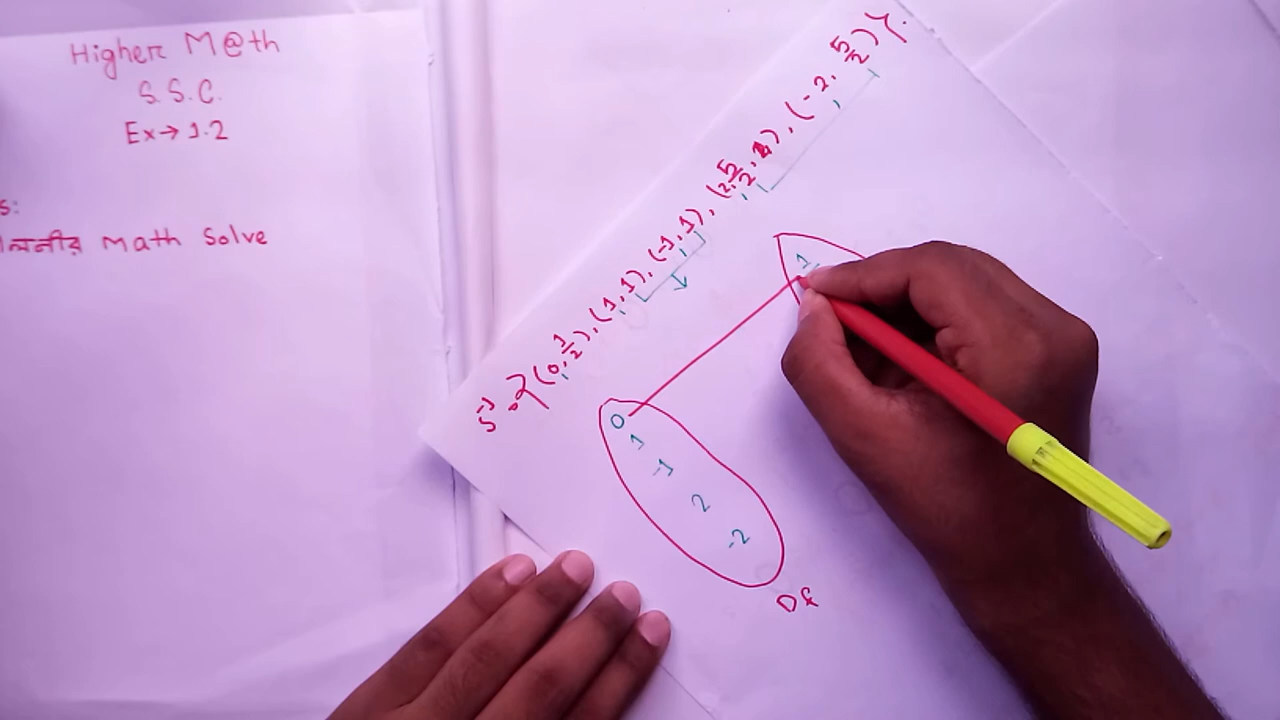 Higher M@th
S.S.C.
Ex→1.2
s:
Math Solve
S⁻¹ = {(0, 1/2), (1, 1), (-1, 1), (2, 5/2), (-2, 5/2)}.
1
0
1
-1
2
-2
Df